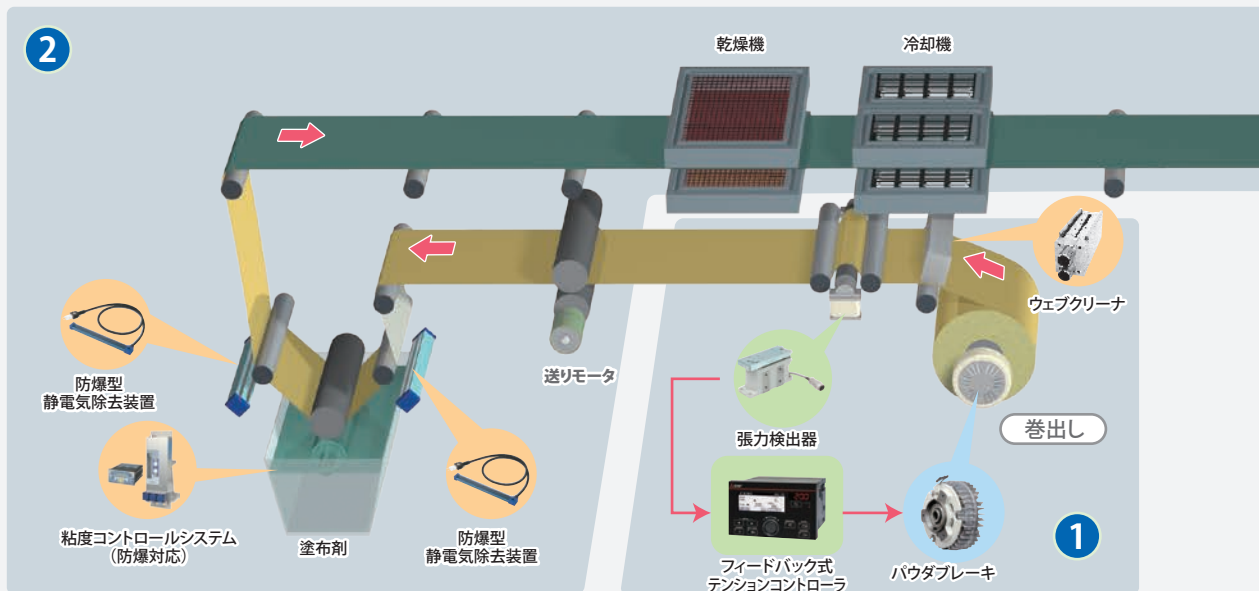 2
乾燥機
冷却機
ウェブクリーナ
送りモータ
防爆型
静電気除去装置
張力検出器
巻出し
粘度コントロールシステム
(防爆対応)
塗布剤
防爆型
静電気除去装置
フィードバック式
テンションコントローラ
パウダブレーキ
1
200